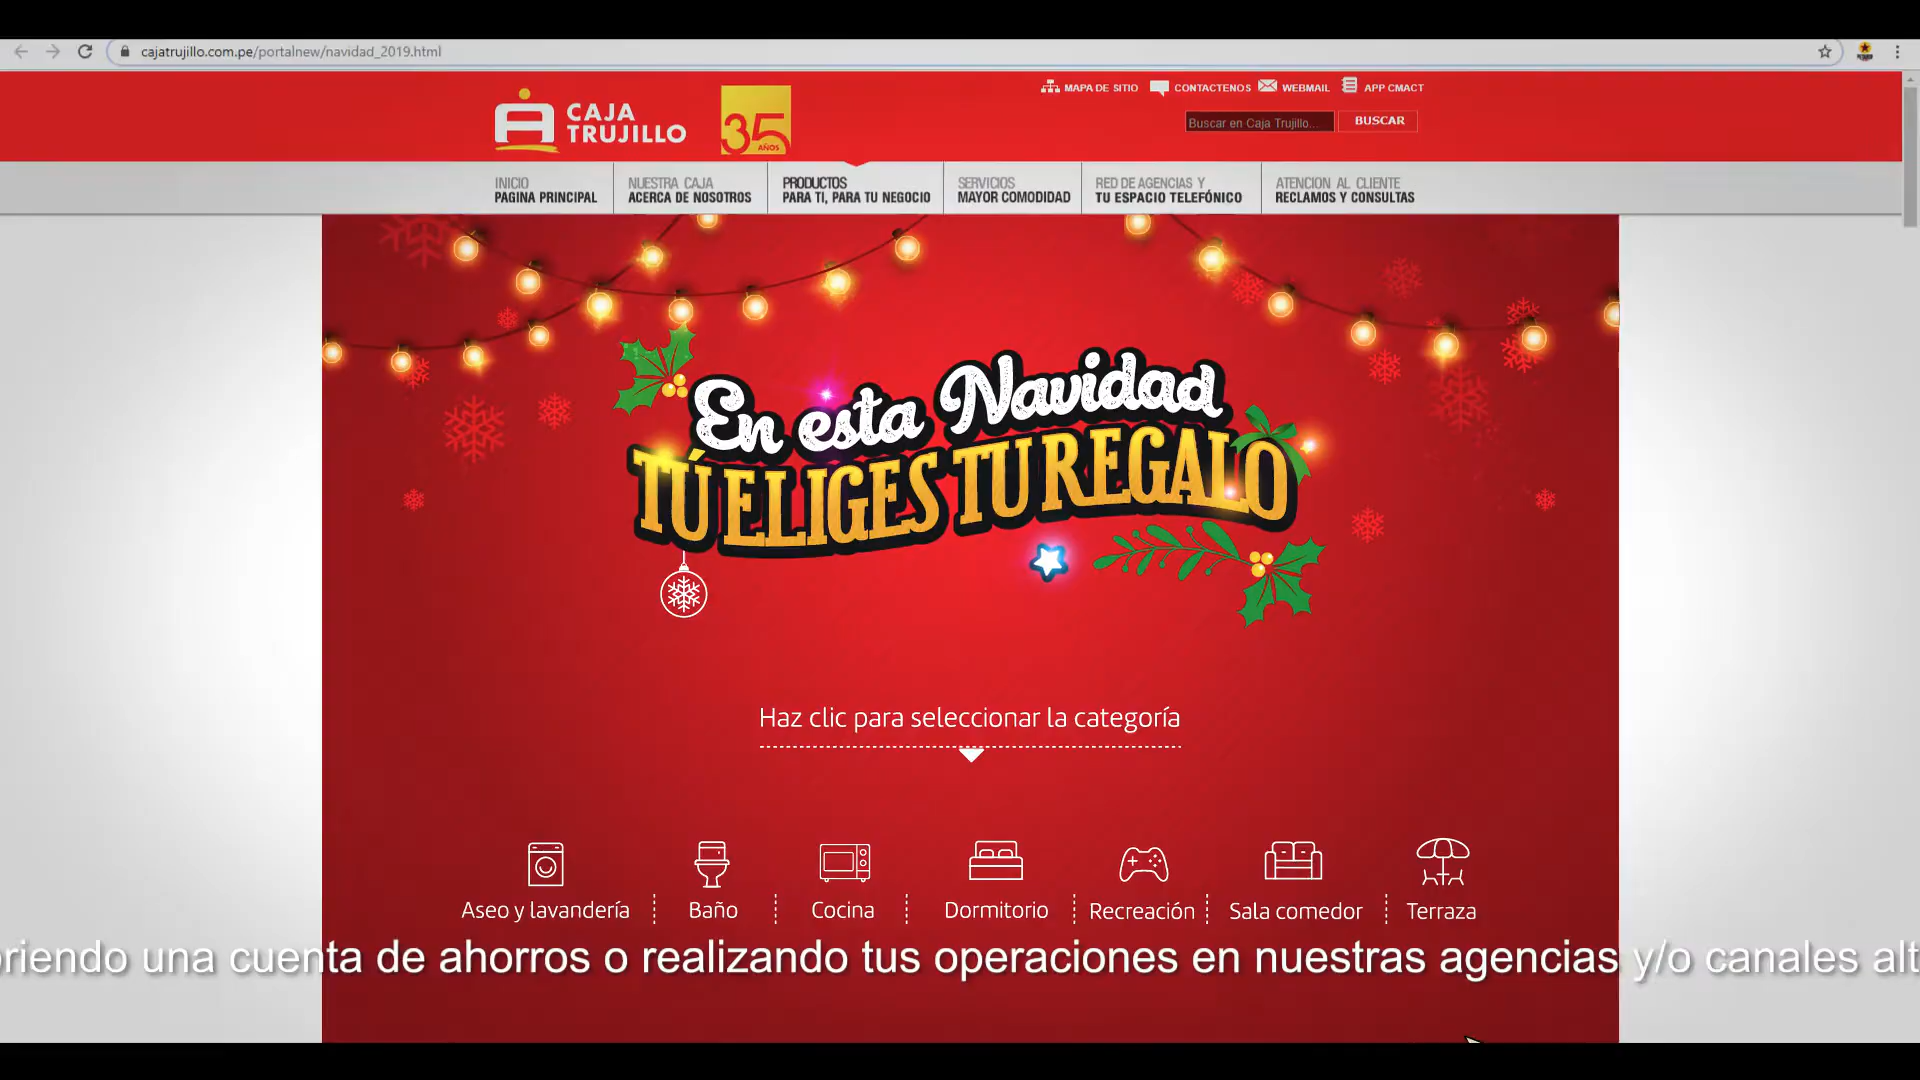 cajatrujillo.com.pe/portalnew/navidad_2019.html
MAPA DE SITIO CONTACTENOS WEBMAIL APP CMACT
CAJA
TRUJILLO
35
AÑOS
Buscar en Caja Trujillo... BUSCAR
INICIO
PAGINA PRINCIPAL
NUESTRA CAJA
ACERCA DE NOSOTROS
PRODUCTOS
PARA TI, PARA TU NEGOCIO
SERVICIOS
MAYOR COMODIDAD
RED DE AGENCIAS Y
TU ESPACIO TELEFÓNICO
ATENCION AL CLIENTE
RECLAMOS Y CONSULTAS
En esta Navidad
TÚ ELIGES TU REGALO
Haz clic para seleccionar la categoría
Aseo y lavandería Baño Cocina Dormitorio Recreación Sala comedor Terraza
riendo una cuenta de ahorros o realizando tus operaciones en nuestras agencias y/o canales alt